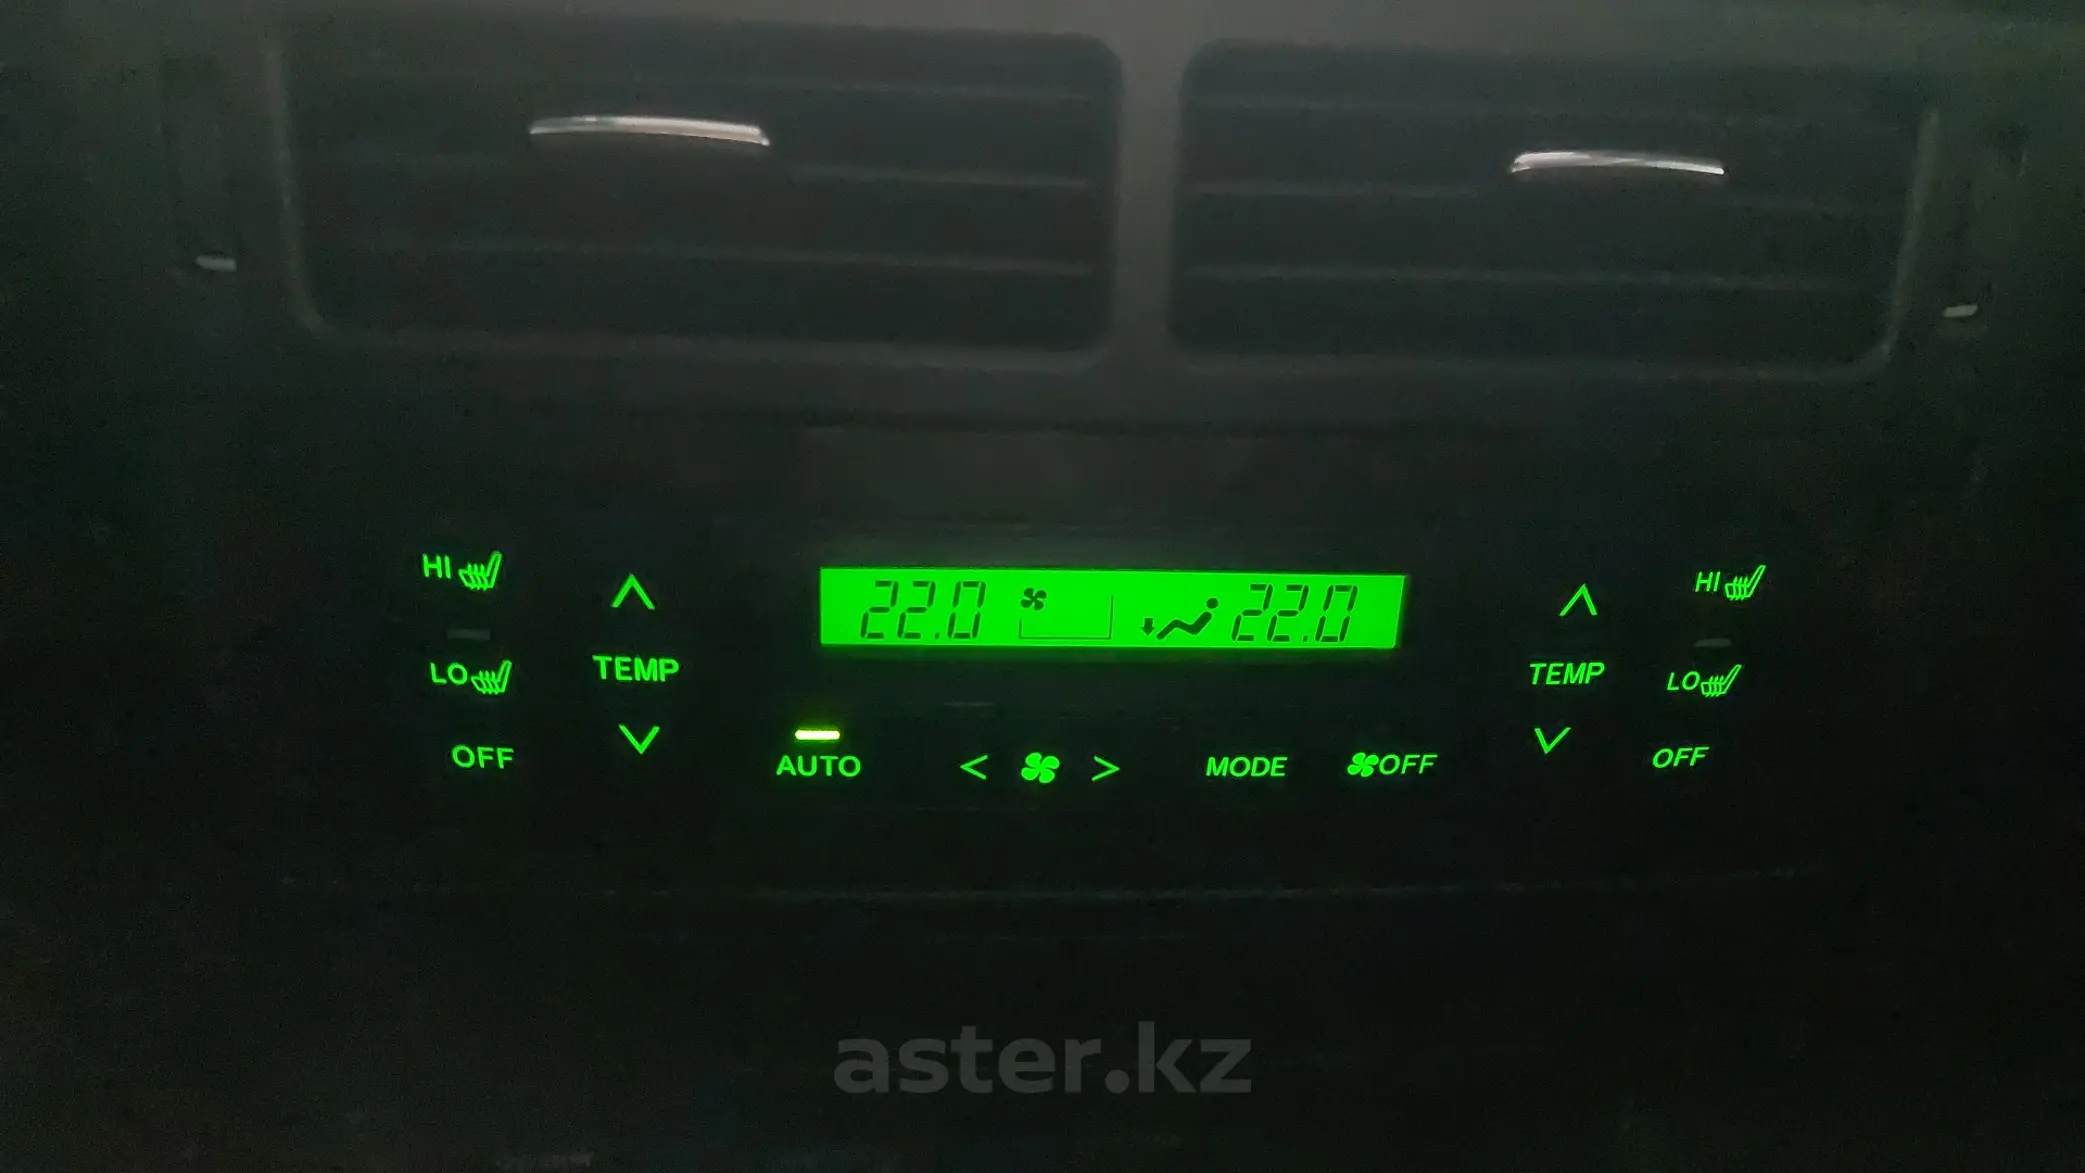 HI
HI
22.0 22.0
LO
TEMP
TEMP
LO
OFF
AUTO
< >
MODE
OFF
OFF
aster.kz